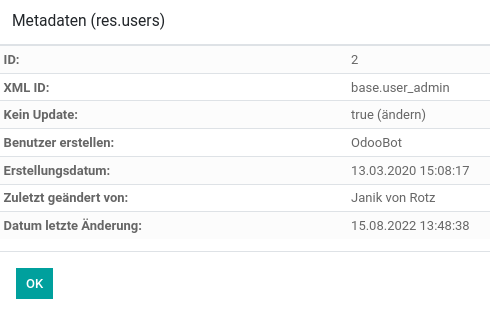 Metadaten (res.users)
ID: 2
XML ID: base.user_admin
Kein Update: true (ändern)
Benutzer erstellen: OdooBot
Erstellungsdatum: 13.03.2020 15:08:17
Zuletzt geändert von: Janik von Rotz
Datum letzte Änderung: 15.08.2022 13:48:38
OK